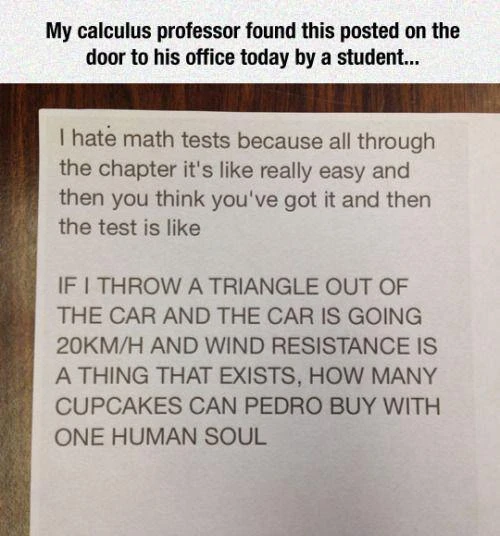 My calculus professor found this posted on the
door to his office today by a student...
I hate math tests because all through
the chapter it's like really easy and
then you think you've got it and then
the test is like
IF I THROW A TRIANGLE OUT OF
THE CAR AND THE CAR IS GOING
20KM/H AND WIND RESISTANCE IS
A THING THAT EXISTS, HOW MANY
CUPCAKES CAN PEDRO BUY WITH
ONE HUMAN SOUL